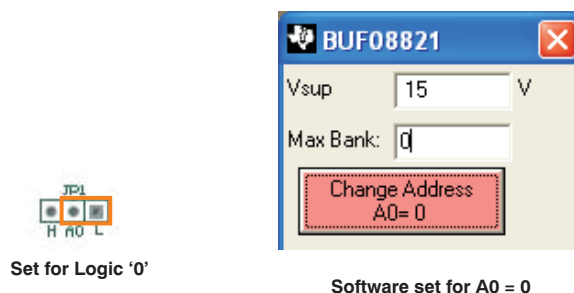 BUF08821
Vsup 15 V
Max Bank: 0
Change Address
A0= 0
JP1
H A0 L
Set for Logic ‘0’
Software set for A0 = 0